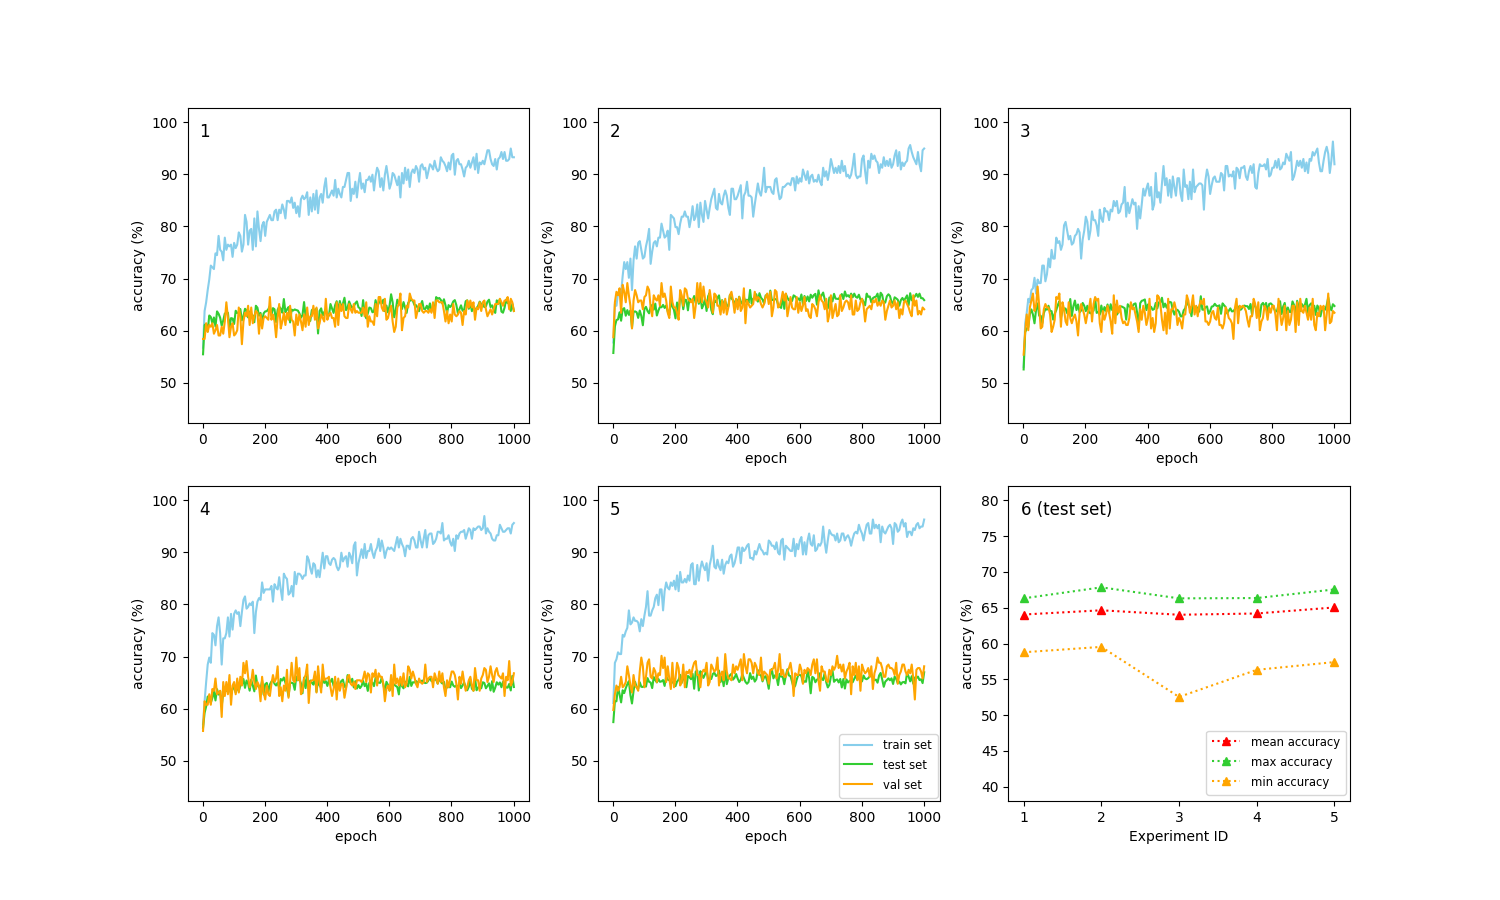 1
accuracy (%)
100
90
80
70
60
50
0 200 400 600 800 1000
epoch
2
accuracy (%)
100
90
80
70
60
50
0 200 400 600 800 1000
epoch
3
accuracy (%)
100
90
80
70
60
50
0 200 400 600 800 1000
epoch
4
accuracy (%)
100
90
80
70
60
50
0 200 400 600 800 1000
epoch
5
accuracy (%)
100
90
80
70
60
50
train set
test set
val set
0 200 400 600 800 1000
epoch
6 (test set)
accuracy (%)
80
75
70
65
60
55
50
45
40
mean accuracy
max accuracy
min accuracy
1 2 3 4 5
Experiment ID